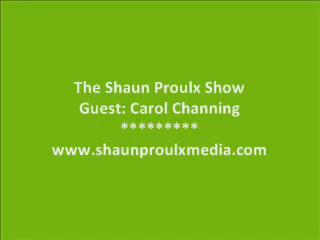 The Shaun Proulx Show
Guest: Carol Channing
*********
www.shaunproulxmedia.com